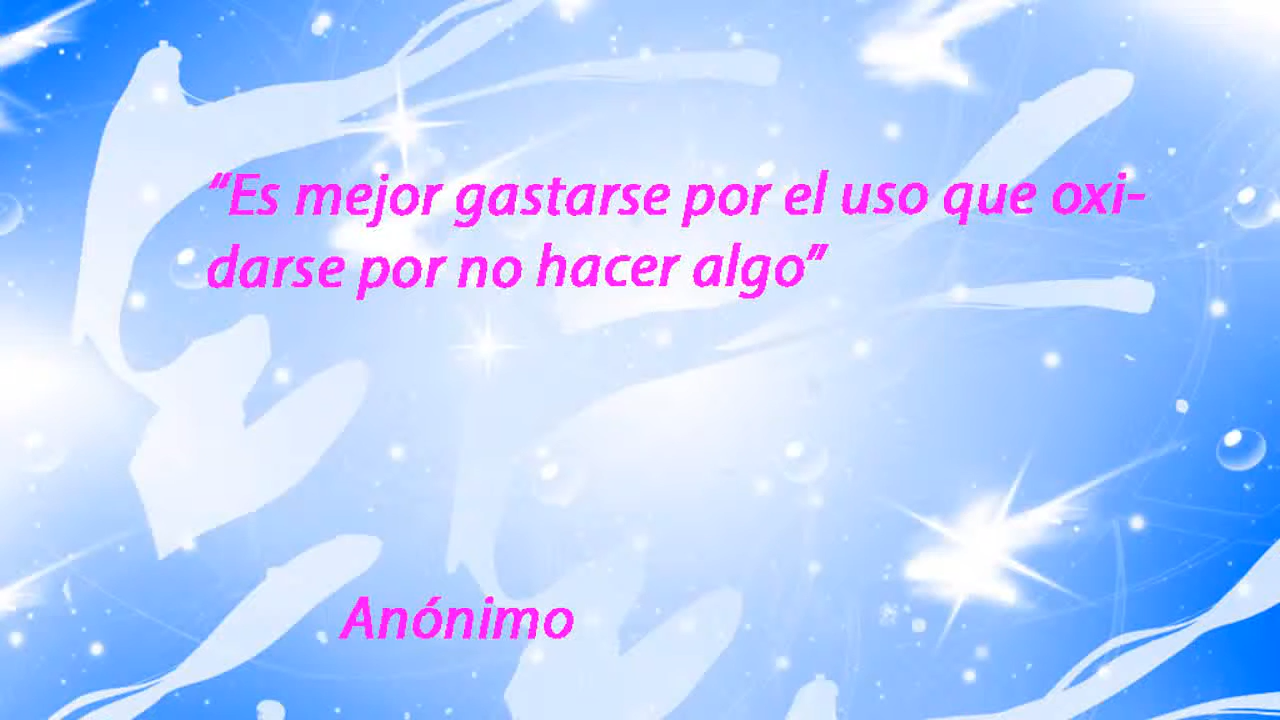 “Es mejor gastarse por el uso que oxi-
darse por no hacer algo”
Anónimo